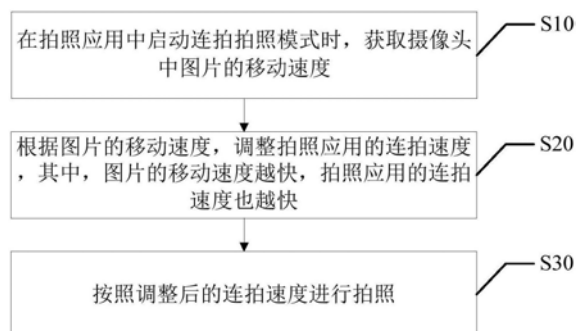 在拍照应用中启动连拍拍照模式时，获取摄像头
中图片的移动速度
S10
根据图片的移动速度，调整拍照应用的连拍速度
，其中，图片的移动速度越快，拍照应用的连拍
速度也越快
S20
按照调整后的连拍速度进行拍照
S30